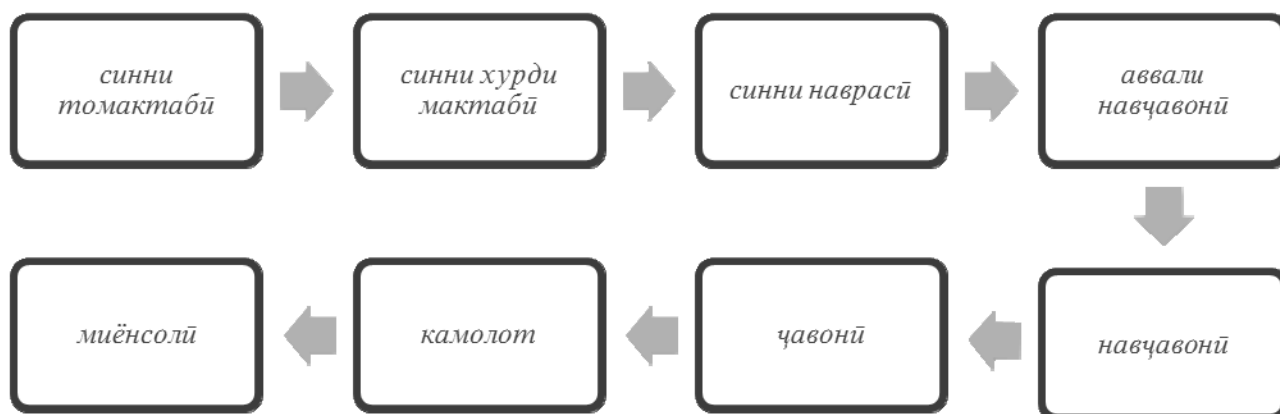 синни
томактабӣ
синни хурди
мактабӣ
синни наврасӣ
аввали
навҷавонӣ
навҷавонӣ
ҷавонӣ
камолот
миёнсолӣ